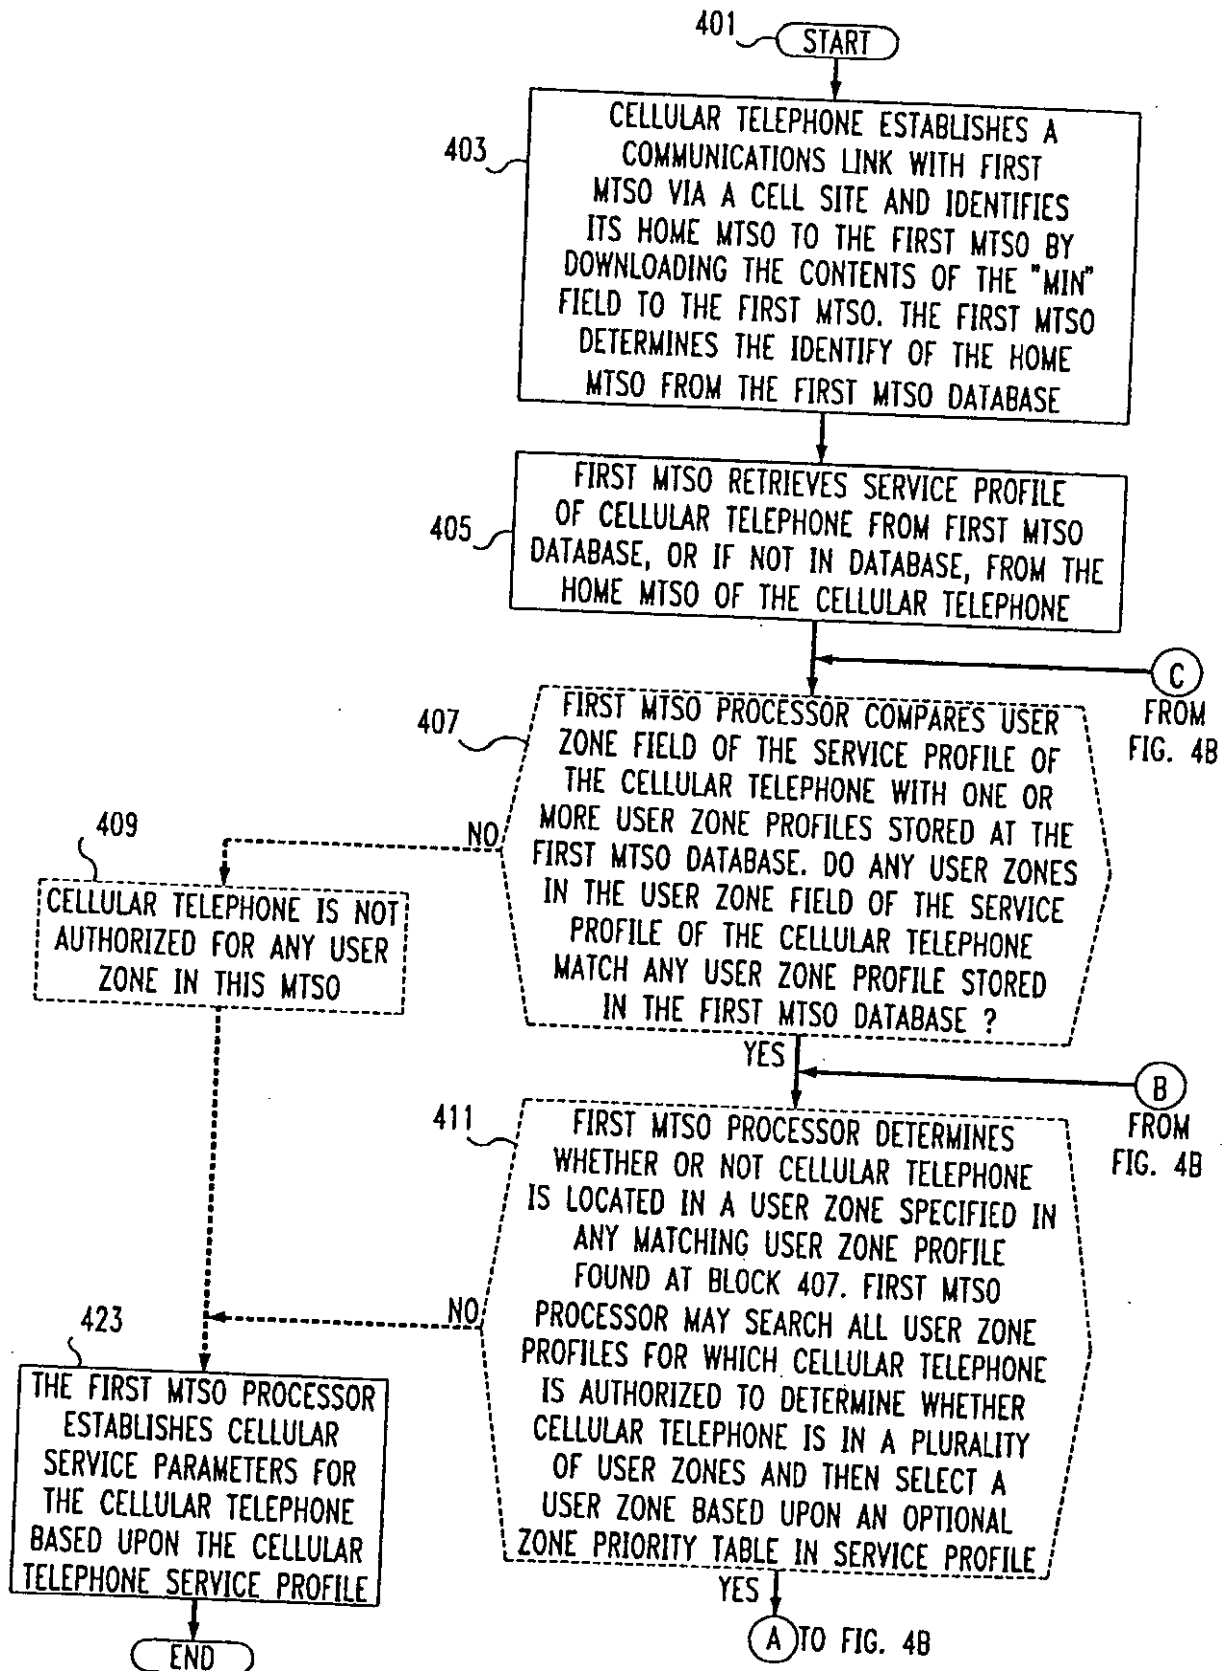 401
START
403
CELLULAR TELEPHONE ESTABLISHES A
COMMUNICATIONS LINK WITH FIRST
MTSO VIA A CELL SITE AND IDENTIFIES
ITS HOME MTSO TO THE FIRST MTSO BY
DOWNLOADING THE CONTENTS OF THE "MIN"
FIELD TO THE FIRST MTSO. THE FIRST MTSO
DETERMINES THE IDENTIFY OF THE HOME
MTSO FROM THE FIRST MTSO DATABASE
405
FIRST MTSO RETRIEVES SERVICE PROFILE
OF CELLULAR TELEPHONE FROM FIRST MTSO
DATABASE, OR IF NOT IN DATABASE, FROM THE
HOME MTSO OF THE CELLULAR TELEPHONE
C
FROM
FIG. 4B
407
FIRST MTSO PROCESSOR COMPARES USER
ZONE FIELD OF THE SERVICE PROFILE OF
THE CELLULAR TELEPHONE WITH ONE OR
MORE USER ZONE PROFILES STORED AT THE
FIRST MTSO DATABASE. DO ANY USER ZONES
IN THE USER ZONE FIELD OF THE SERVICE
PROFILE OF THE CELLULAR TELEPHONE
MATCH ANY USER ZONE PROFILE STORED
IN THE FIRST MTSO DATABASE ?
NO
409
CELLULAR TELEPHONE IS NOT
AUTHORIZED FOR ANY USER
ZONE IN THIS MTSO
YES
B
FROM
FIG. 4B
411
FIRST MTSO PROCESSOR DETERMINES
WHETHER OR NOT CELLULAR TELEPHONE
IS LOCATED IN A USER ZONE SPECIFIED IN
ANY MATCHING USER ZONE PROFILE
FOUND AT BLOCK 407. FIRST MTSO
PROCESSOR MAY SEARCH ALL USER ZONE
PROFILES FOR WHICH CELLULAR TELEPHONE
IS AUTHORIZED TO DETERMINE WHETHER
CELLULAR TELEPHONE IS IN A PLURALITY
OF USER ZONES AND THEN SELECT A
USER ZONE BASED UPON AN OPTIONAL
ZONE PRIORITY TABLE IN SERVICE PROFILE
NO
423
THE FIRST MTSO PROCESSOR
ESTABLISHES CELLULAR
SERVICE PARAMETERS FOR
THE CELLULAR TELEPHONE
BASED UPON THE CELLULAR
TELEPHONE SERVICE PROFILE
END
YES
A TO FIG. 4B